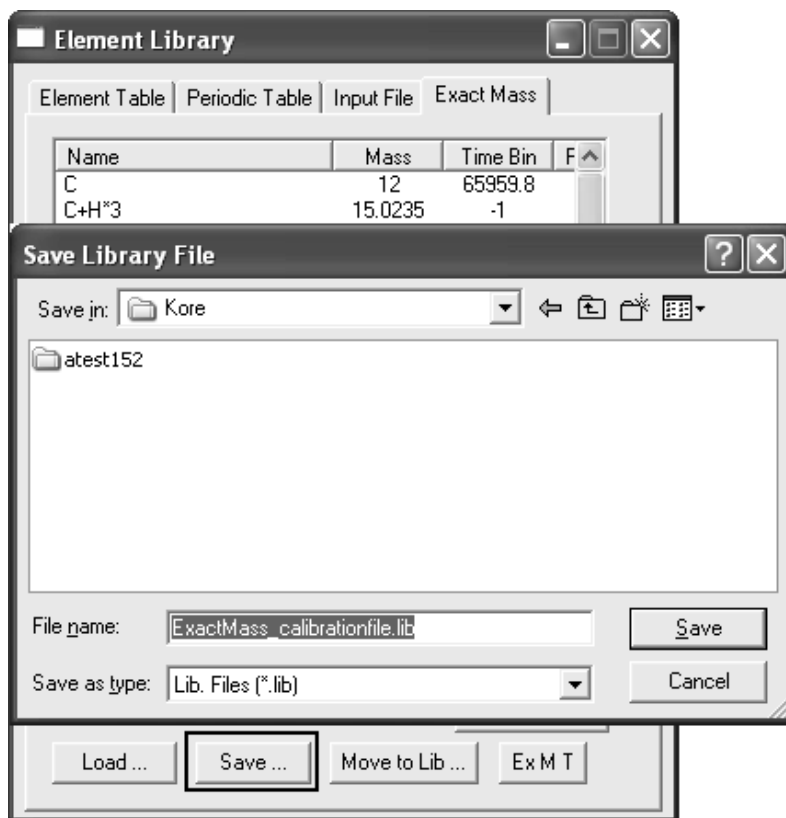 Element Library
Element Table Periodic Table Input File Exact Mass
Name Mass Time Bin F
C 12 65959.8
C+H*3 15.0235 -1
Save Library File
Save in: Kore
atest152
File name: ExactMass_calibrationfile.lib Save
Save as type: Lib. Files (*.lib) Cancel
Load ... Save ... Move to Lib ... Ex M T